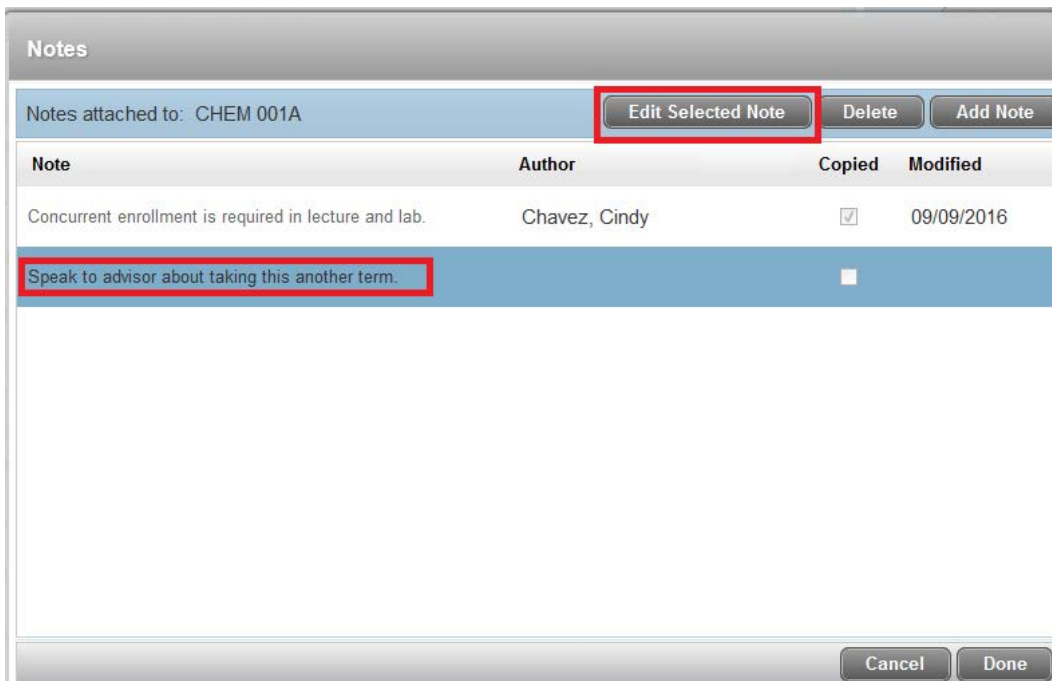 Notes
Notes attached to: CHEM 001A Edit Selected Note Delete Add Note
Note Author Copied Modified
Concurrent enrollment is required in lecture and lab. Chavez, Cindy 09/09/2016
Speak to advisor about taking this another term.
Cancel Done